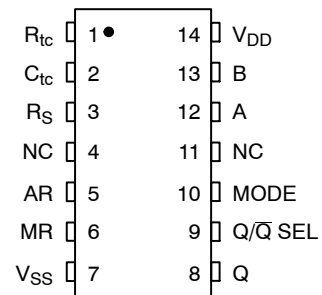 Rtc 1 14 VDD
Ctc 2 13 B
RS 3 12 A
NC 4 11 NC
AR 5 10 MODE
MR 6 9 Q/Q̅ SEL
VSS 7 8 Q